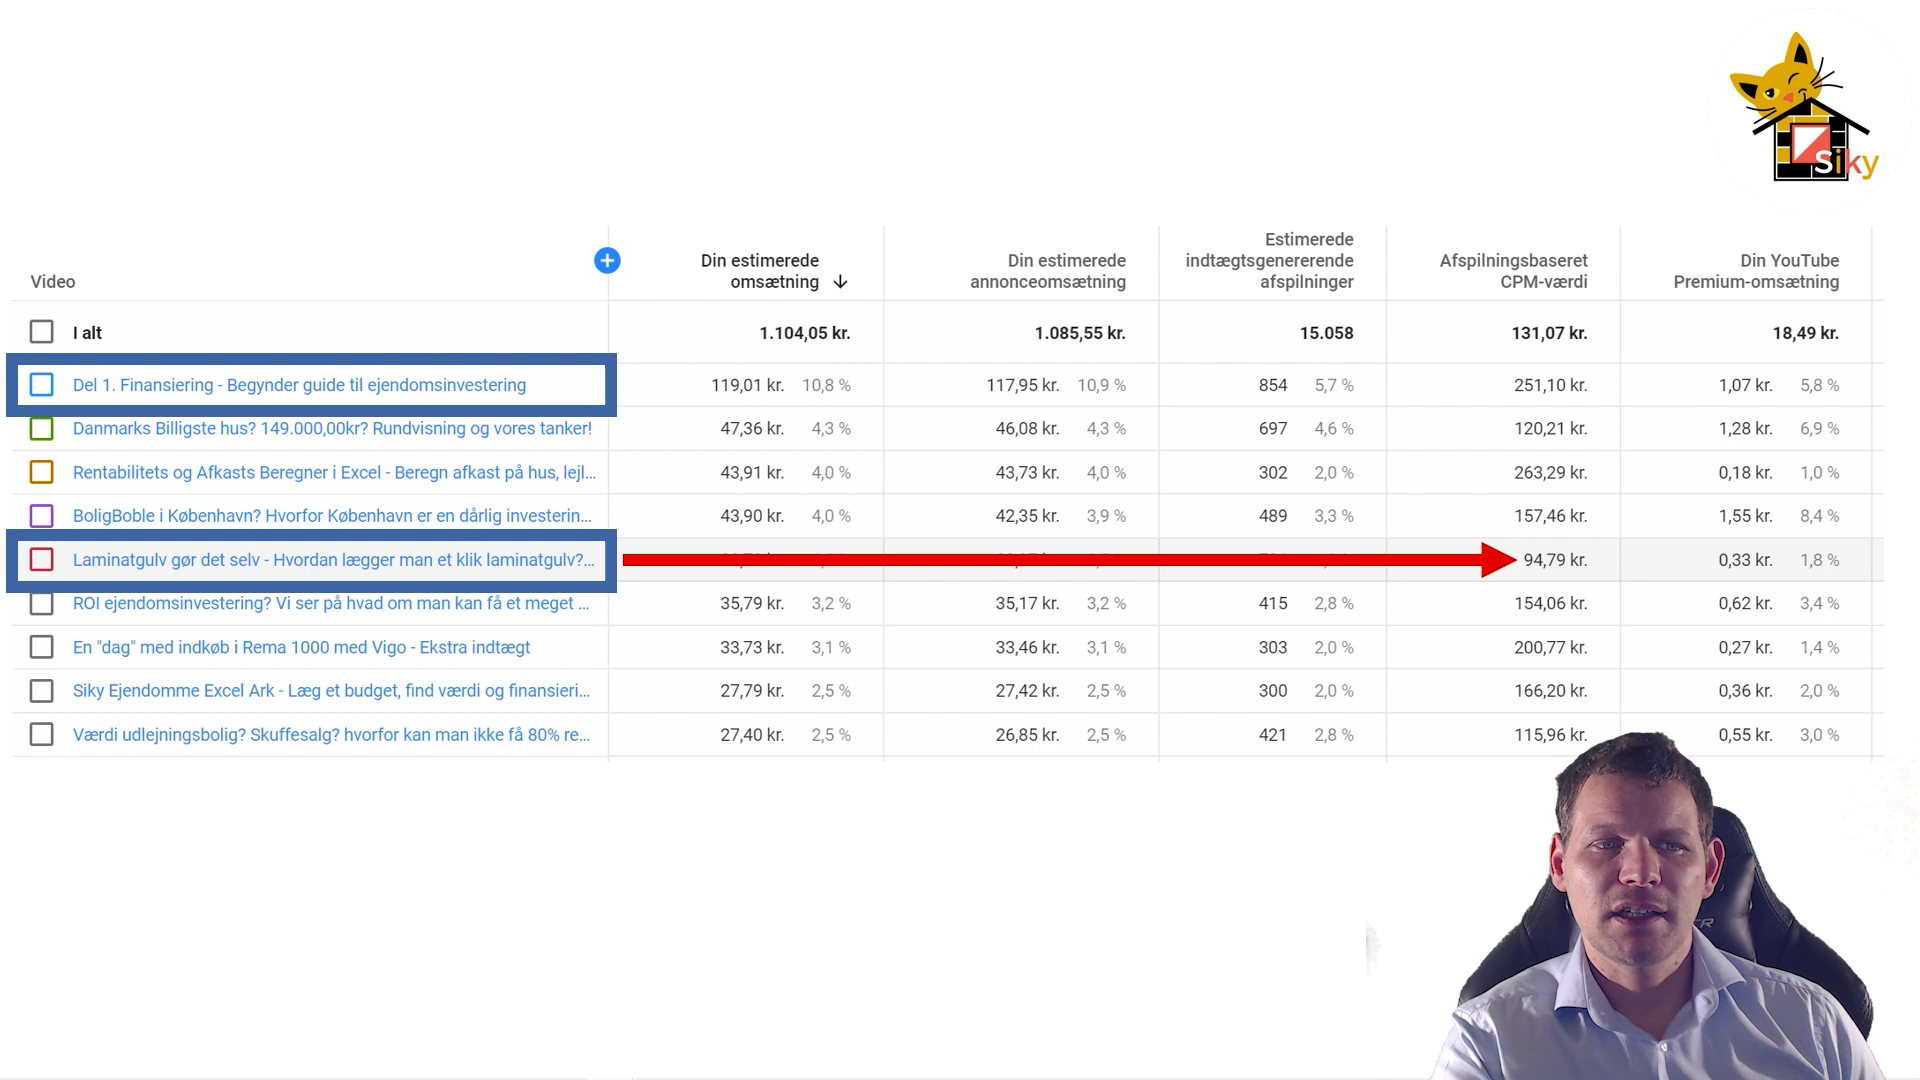 Siky
Video
Din estimerede
omsætning
Din estimerede
annonceomsætning
Estimerede
indtægtsgenererende
afspilninger
Afspilningsbaseret
CPM-værdi
Din YouTube
Premium-omsætning
I alt 1.104,05 kr. 1.085,55 kr. 15.058 131,07 kr. 18,49 kr.
Del 1. Finansiering - Begynder guide til ejendomsinvestering 119,01 kr. 10,8 % 117,95 kr. 10,9 % 854 5,7 % 251,10 kr. 1,07 kr. 5,8 %
Danmarks Billigste hus? 149.000,00kr? Rundvisning og vores tanker! 47,36 kr. 4,3 % 46,08 kr. 4,3 % 697 4,6 % 120,21 kr. 1,28 kr. 6,9 %
Rentabilitets og Afkasts Beregner i Excel - Beregn afkast på hus, lejl... 43,91 kr. 4,0 % 43,73 kr. 4,0 % 302 2,0 % 263,29 kr. 0,18 kr. 1,0 %
BoligBoble i København? Hvorfor København er en dårlig investerin... 43,90 kr. 4,0 % 42,35 kr. 3,9 % 489 3,3 % 157,46 kr. 1,55 kr. 8,4 %
Laminatgulv gør det selv - Hvordan lægger man et klik laminatgulv?... 94,79 kr. 0,33 kr. 1,8 %
ROI ejendomsinvestering? Vi ser på hvad om man kan få et meget ... 35,79 kr. 3,2 % 35,17 kr. 3,2 % 415 2,8 % 154,06 kr. 0,62 kr. 3,4 %
En "dag" med indkøb i Rema 1000 med Vigo - Ekstra indtægt 33,73 kr. 3,1 % 33,46 kr. 3,1 % 303 2,0 % 200,77 kr. 0,27 kr. 1,4 %
Siky Ejendomme Excel Ark - Læg et budget, find værdi og finansieri... 27,79 kr. 2,5 % 27,42 kr. 2,5 % 300 2,0 % 166,20 kr. 0,36 kr. 2,0 %
Værdi udlejningsbolig? Skuffesalg? hvorfor kan man ikke få 80% re... 27,40 kr. 2,5 % 26,85 kr. 2,5 % 421 2,8 % 115,96 kr. 0,55 kr. 3,0 %